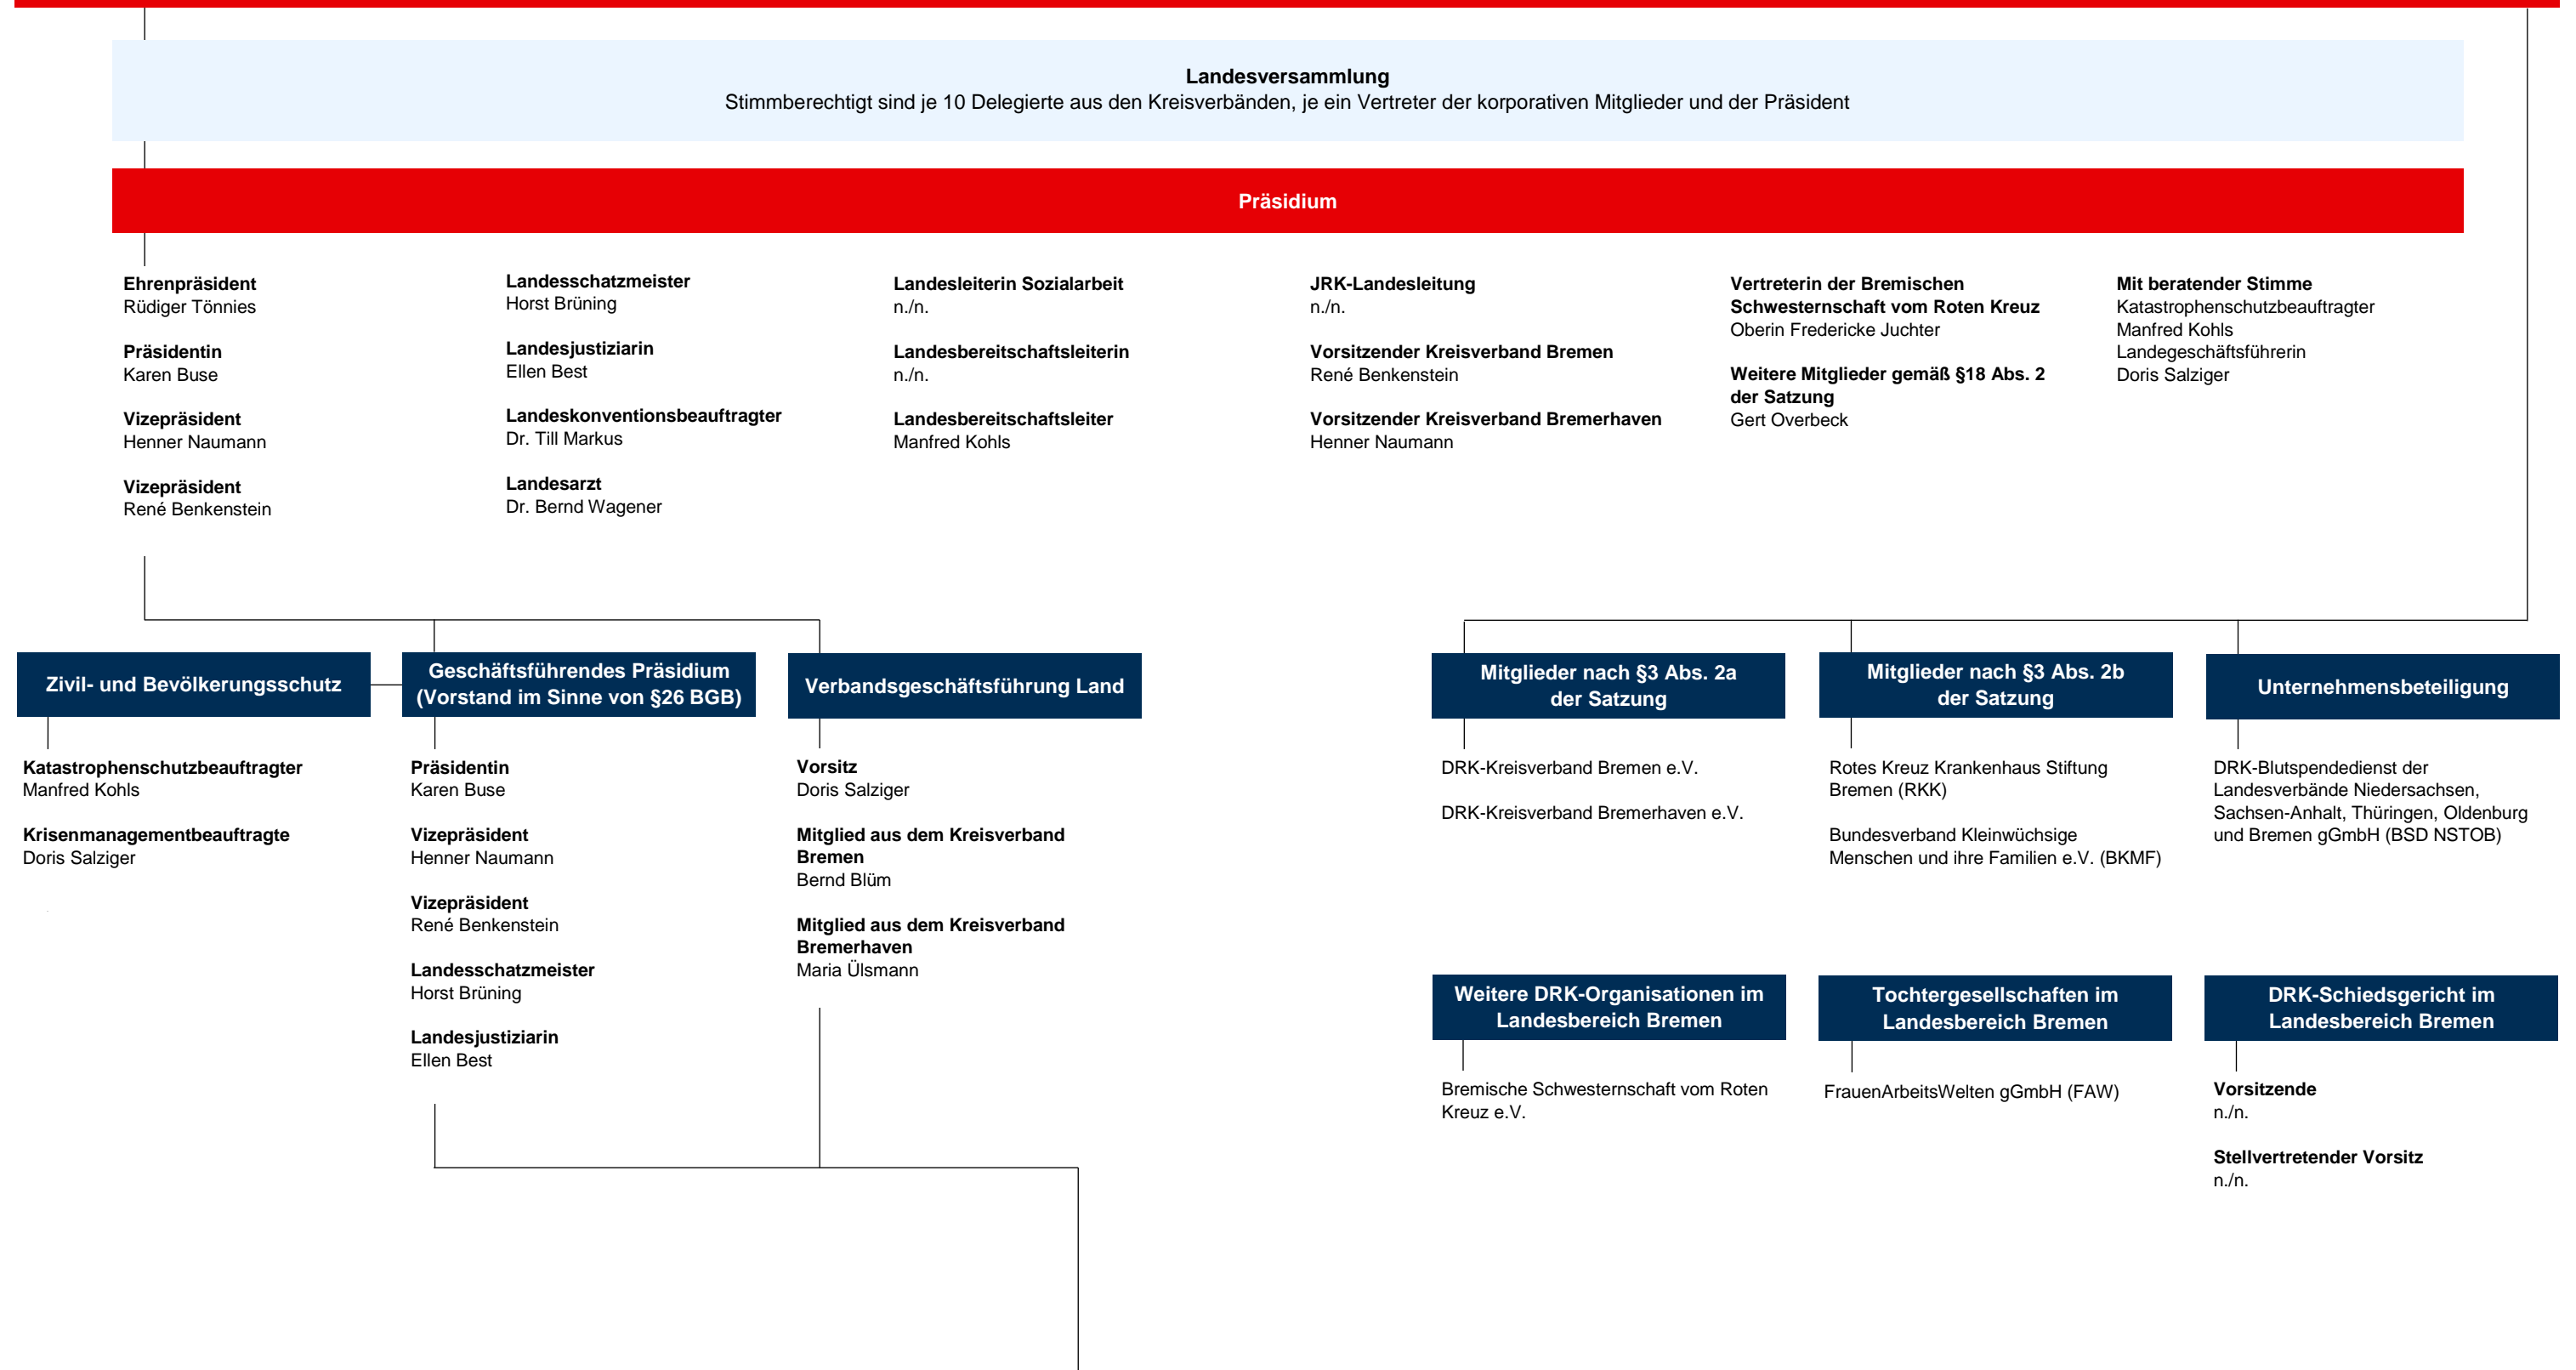 Landesversammlung
Stimmberechtigt sind je 10 Delegierte aus den Kreisverbänden, je ein Vertreter der korporativen Mitglieder und der Präsident
Präsidium
Ehrenpräsident
Rüdiger Tönnies
Präsidentin
Karen Buse
Vizepräsident
Henner Naumann
Vizepräsident
René Benkenstein
Landesschatzmeister
Horst Brüning
Landesjustiziarin
Ellen Best
Landeskonventionsbeauftragter
Dr. Till Markus
Landesarzt
Dr. Bernd Wagener
Landesleiterin Sozialarbeit
n./n.
Landesbereitschaftsleiterin
n./n.
Landesbereitschaftsleiter
Manfred Kohls
JRK-Landesleitung
n./n.
Vorsitzender Kreisverband Bremen
René Benkenstein
Vorsitzender Kreisverband Bremerhaven
Henner Naumann
Vertreterin der Bremischen
Schwesternschaft vom Roten Kreuz
Oberin Fredericke Juchter
Weitere Mitglieder gemäß §18 Abs. 2
der Satzung
Gert Overbeck
Mit beratender Stimme
Katastrophenschutzbeauftragter
Manfred Kohls
Landegeschäftsführerin
Doris Salziger
Zivil- und Bevölkerungsschutz
Katastrophenschutzbeauftragter
Manfred Kohls
Krisenmanagementbeauftragte
Doris Salziger
Geschäftsführendes Präsidium
(Vorstand im Sinne von §26 BGB)
Präsidentin
Karen Buse
Vizepräsident
Henner Naumann
Vizepräsident
René Benkenstein
Landesschatzmeister
Horst Brüning
Landesjustiziarin
Ellen Best
Verbandsgeschäftsführung Land
Vorsitz
Doris Salziger
Mitglied aus dem Kreisverband
Bremen
Bernd Blüm
Mitglied aus dem Kreisverband
Bremerhaven
Maria Ülsmann
Mitglieder nach §3 Abs. 2a
der Satzung
DRK-Kreisverband Bremen e.V.
DRK-Kreisverband Bremerhaven e.V.
Mitglieder nach §3 Abs. 2b
der Satzung
Rotes Kreuz Krankenhaus Stiftung
Bremen (RKK)
Bundesverband Kleinwüchsige
Menschen und ihre Familien e.V. (BKMF)
Unternehmensbeteiligung
DRK-Blutspendedienst der
Landesverbände Niedersachsen,
Sachsen-Anhalt, Thüringen, Oldenburg
und Bremen gGmbH (BSD NSTOB)
Weitere DRK-Organisationen im
Landesbereich Bremen
Bremische Schwesternschaft vom Roten
Kreuz e.V.
Tochtergesellschaften im
Landesbereich Bremen
FrauenArbeitsWelten gGmbH (FAW)
DRK-Schiedsgericht im
Landesbereich Bremen
Vorsitzende
n./n.
Stellvertretender Vorsitz
n./n.